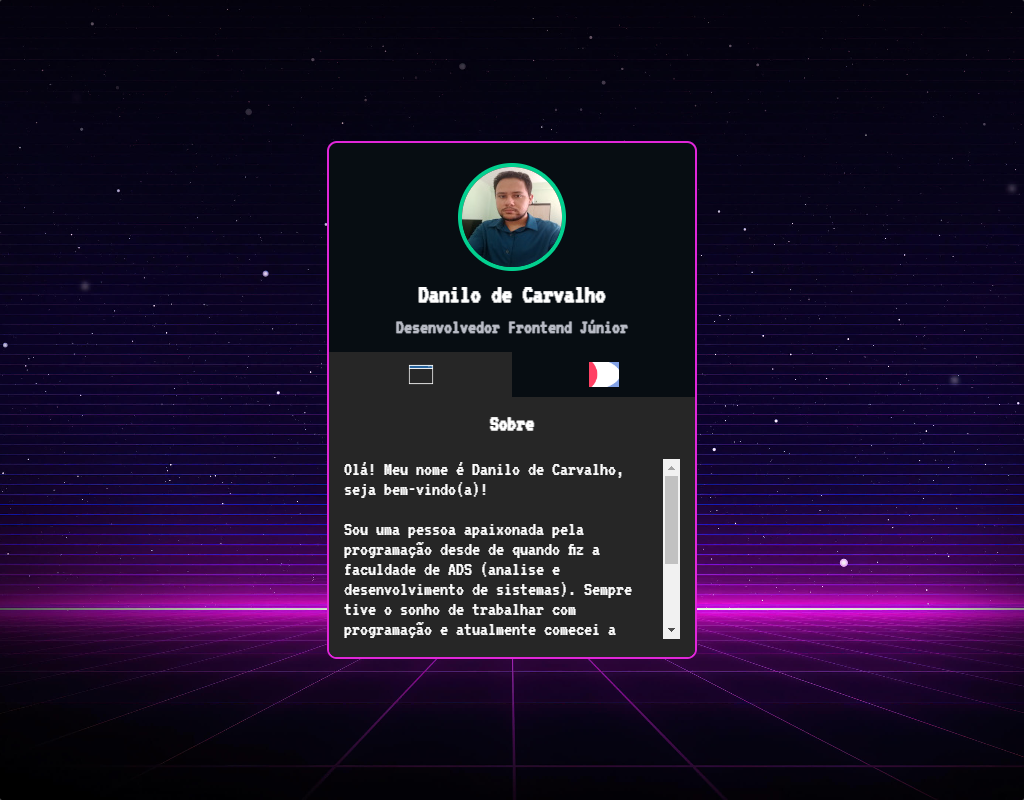 Danilo de Carvalho
Desenvolvedor Frontend Júnior
Sobre
Olá! Meu nome é Danilo de Carvalho,
seja bem-vindo(a)!
Sou uma pessoa apaixonada pela
programação desde de quando fiz a
faculdade de ADS (analise e
desenvolvimento de sistemas). Sempre
tive o sonho de trabalhar com
programação e atualmente comecei a